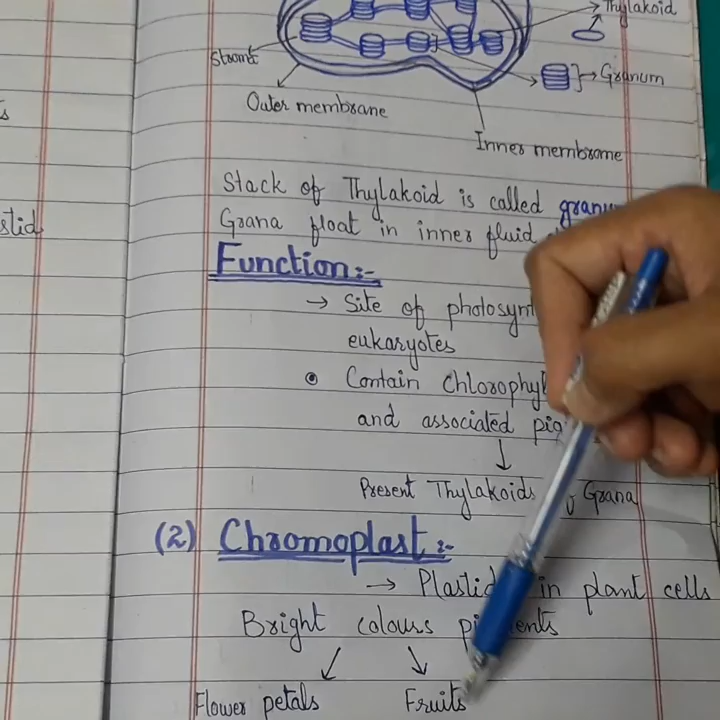 Thylakoid
Stroma
Granum
Outer membrane
Inner membrane
Stack of Thylakoid is called
Grana float in inner fluid
Function:-
→ Site of
eukaryotes
Contain
and associated
Present Thylakoids Grana
(2) Chromoplast:-
→ in plant cells
Bright colours
Flower petals Fruits